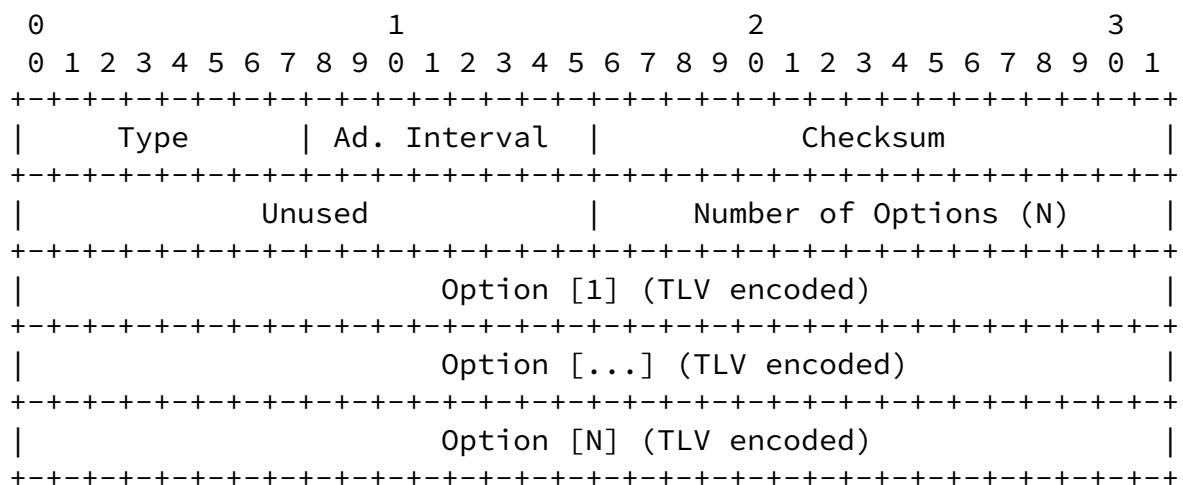 0                   1                   2                   3
 0 1 2 3 4 5 6 7 8 9 0 1 2 3 4 5 6 7 8 9 0 1 2 3 4 5 6 7 8 9 0 1
+-+-+-+-+-+-+-+-+-+-+-+-+-+-+-+-+-+-+-+-+-+-+-+-+-+-+-+-+-+-+-+-+
|     Type      | Ad. Interval  |           Checksum            |
+-+-+-+-+-+-+-+-+-+-+-+-+-+-+-+-+-+-+-+-+-+-+-+-+-+-+-+-+-+-+-+-+
|             Unused            |     Number of Options (N)     |
+-+-+-+-+-+-+-+-+-+-+-+-+-+-+-+-+-+-+-+-+-+-+-+-+-+-+-+-+-+-+-+-+
|                       Option [1] (TLV encoded)                |
+-+-+-+-+-+-+-+-+-+-+-+-+-+-+-+-+-+-+-+-+-+-+-+-+-+-+-+-+-+-+-+-+
|                       Option [...] (TLV encoded)              |
+-+-+-+-+-+-+-+-+-+-+-+-+-+-+-+-+-+-+-+-+-+-+-+-+-+-+-+-+-+-+-+-+
|                       Option [N] (TLV encoded)                |
+-+-+-+-+-+-+-+-+-+-+-+-+-+-+-+-+-+-+-+-+-+-+-+-+-+-+-+-+-+-+-+-+